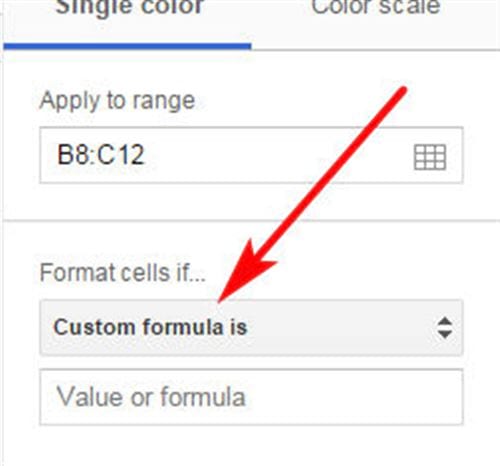 Single color Color scale
Apply to range
B8:C12
Format cells if...
Custom formula is
Value or formula